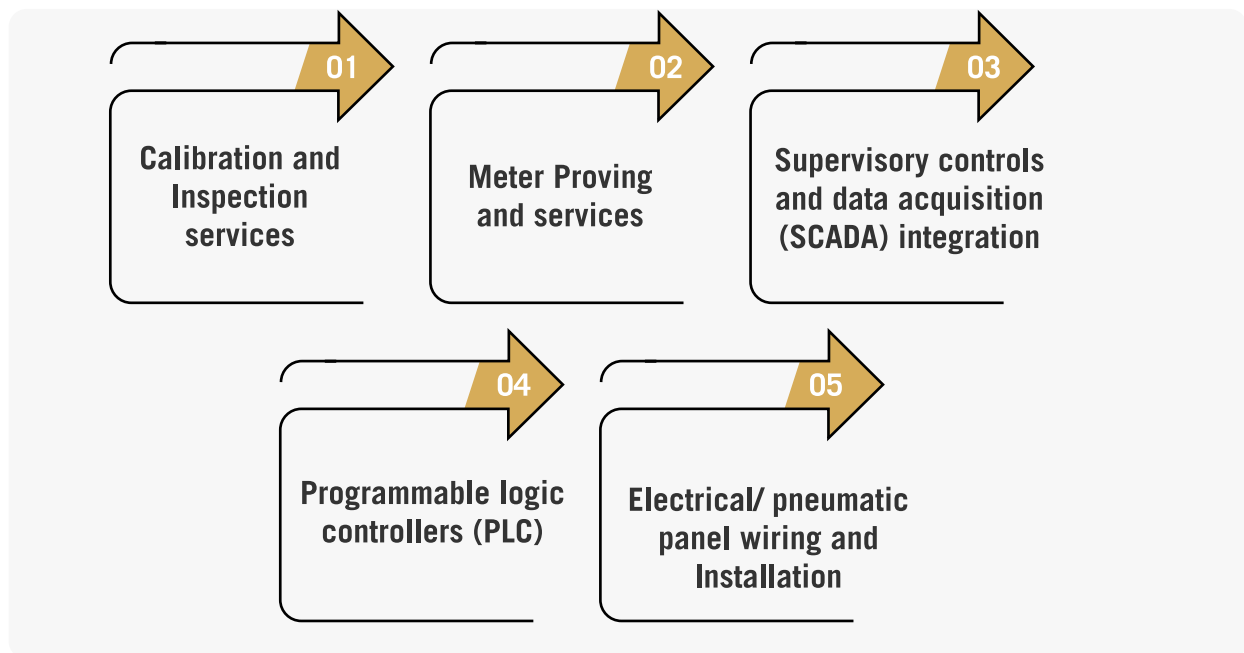 01
Calibration and
Inspection
services
02
Meter Proving
and services
03
Supervisory controls
and data acquisition
(SCADA) integration
04
Programmable logic
controllers (PLC)
05
Electrical/ pneumatic
panel wiring and
Installation